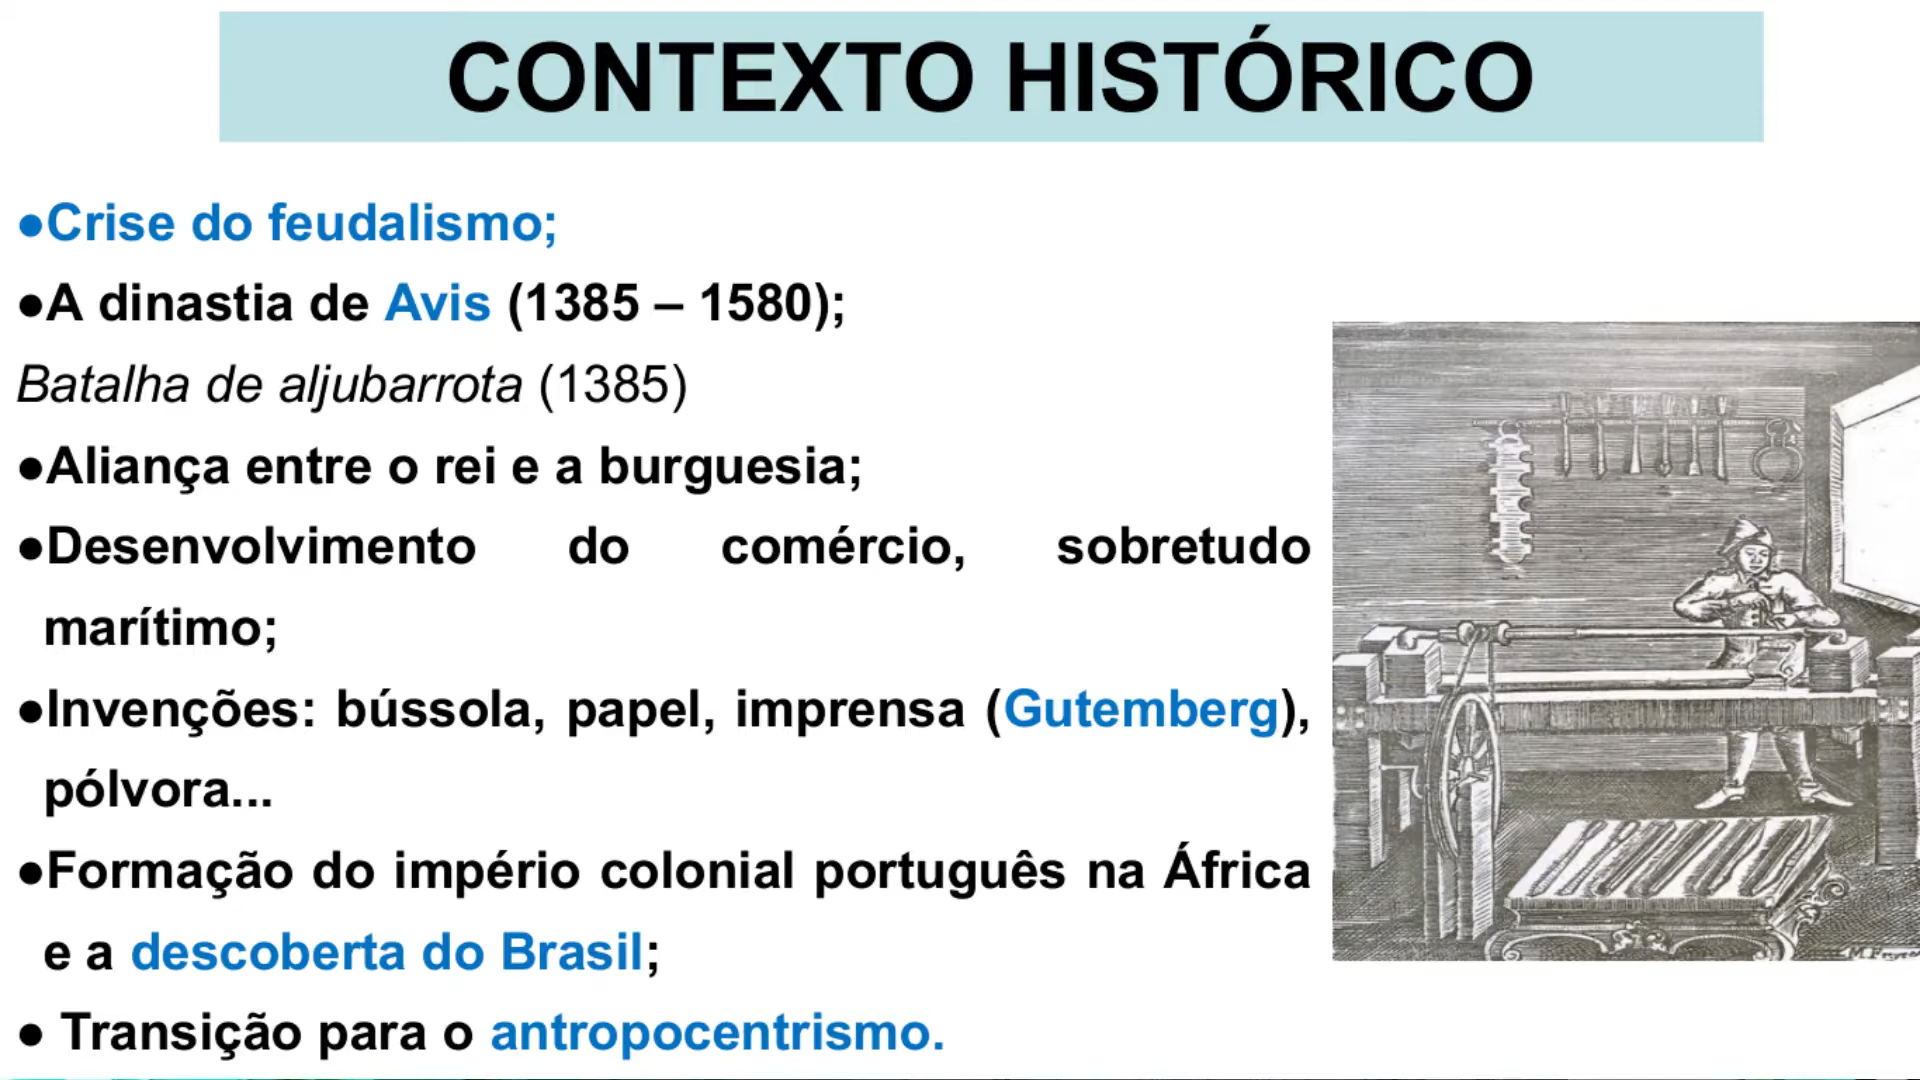 CONTEXTO HISTÓRICO
●Crise do feudalismo;
●A dinastia de Avis (1385 – 1580);
Batalha de aljubarrota (1385)
●Aliança entre o rei e a burguesia;
●Desenvolvimento do comércio, sobretudo
marítimo;
●Invenções: bússola, papel, imprensa (Gutemberg),
pólvora...
●Formação do império colonial português na África
e a descoberta do Brasil;
● Transição para o antropocentrismo.